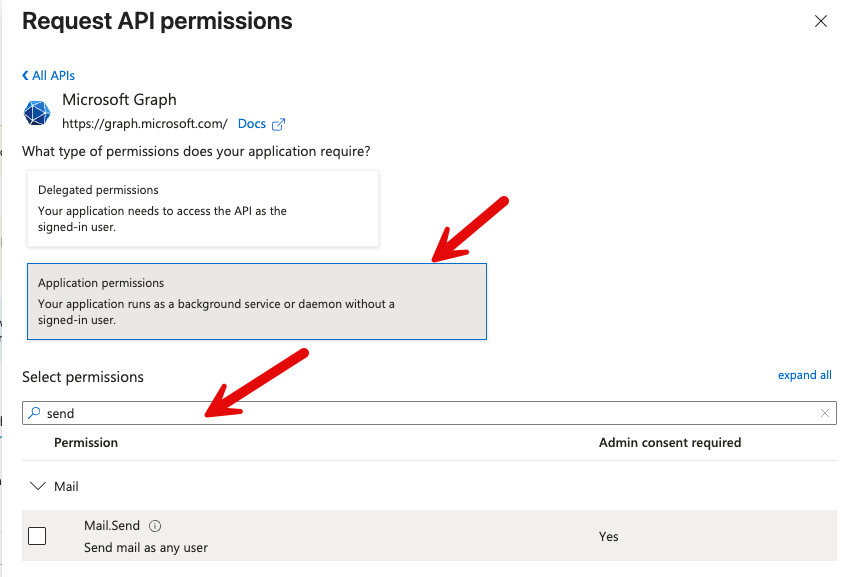 Request API permissions
All APIs
Microsoft Graph
https://graph.microsoft.com/ Docs
What type of permissions does your application require?
Delegated permissions
Your application needs to access the API as the
signed-in user.
Application permissions
Your application runs as a background service or daemon without a
signed-in user.
Select permissions
expand all
send
Permission Admin consent required
Mail
Mail.Send
Send mail as any user
Yes